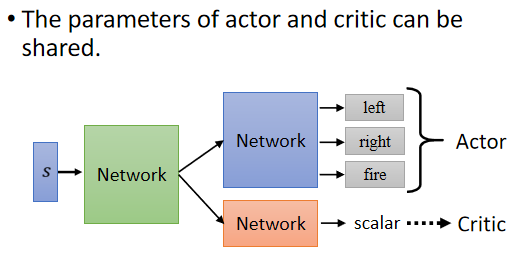 • The parameters of actor and critic can be
shared.
s
Network
Network
left
right
fire
Actor
Network
scalar
Critic